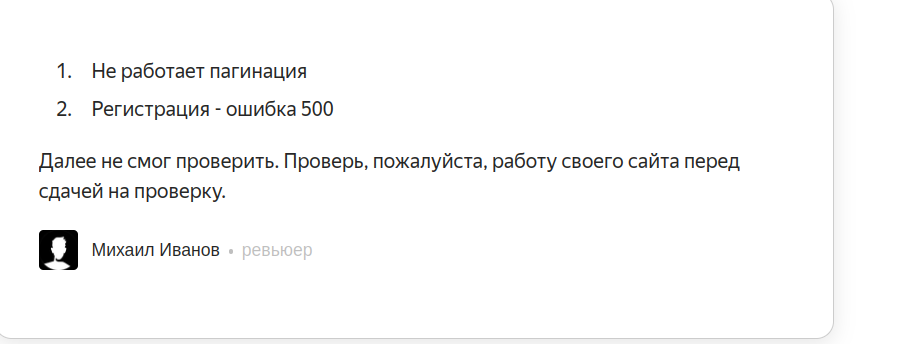 1. Не работает пагинация
2. Регистрация - ошибка 500
Далее не смог проверить. Проверь, пожалуйста, работу своего сайта перед
сдачей на проверку.
Михаил Иванов • ревьюер